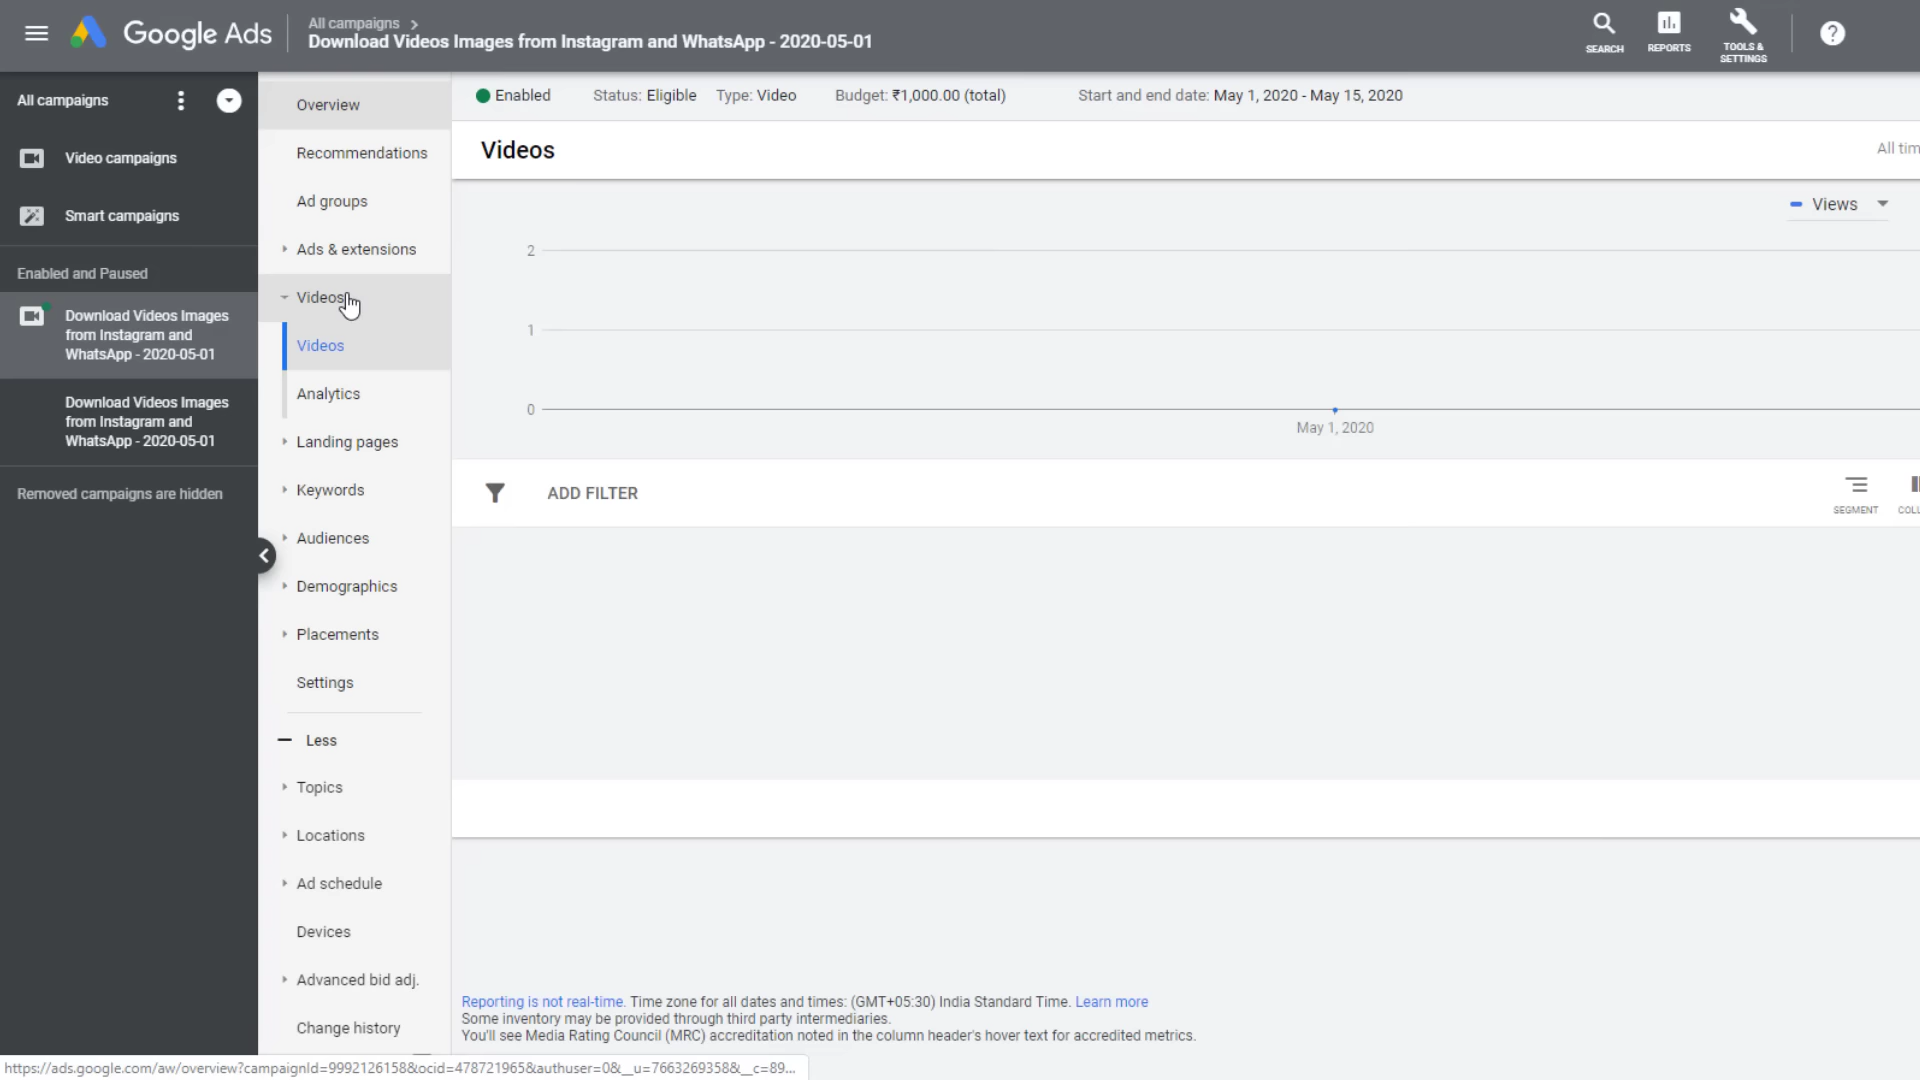 Google Ads
All campaigns >
Download Videos Images from Instagram and WhatsApp - 2020-05-01
SEARCH
REPORTS
TOOLS &
SETTINGS
?
All campaigns
Video campaigns
Smart campaigns
Enabled and Paused
Download Videos Images
from Instagram and
WhatsApp - 2020-05-01
Download Videos Images
from Instagram and
WhatsApp - 2020-05-01
Removed campaigns are hidden
Overview
Recommendations
Ad groups
Ads & extensions
Videos
Videos
Analytics
Landing pages
Keywords
Audiences
Demographics
Placements
Settings
Less
Topics
Locations
Ad schedule
Devices
Advanced bid adj.
Change history
Enabled Status: Eligible Type: Video Budget: ₹1,000.00 (total) Start and end date: May 1, 2020 - May 15, 2020
Videos
All tim
Views
2
1
0
May 1, 2020
ADD FILTER
SEGMENT
COLU
Reporting is not real-time. Time zone for all dates and times: (GMT+05:30) India Standard Time. Learn more
Some inventory may be provided through third party intermediaries.
You'll see Media Rating Council (MRC) accreditation noted in the column header's hover text for accredited metrics.
https://ads.google.com/aw/overview?campaignId=9992126158&ocid=478721965&authuser=0&__u=7663269358&__c=89...